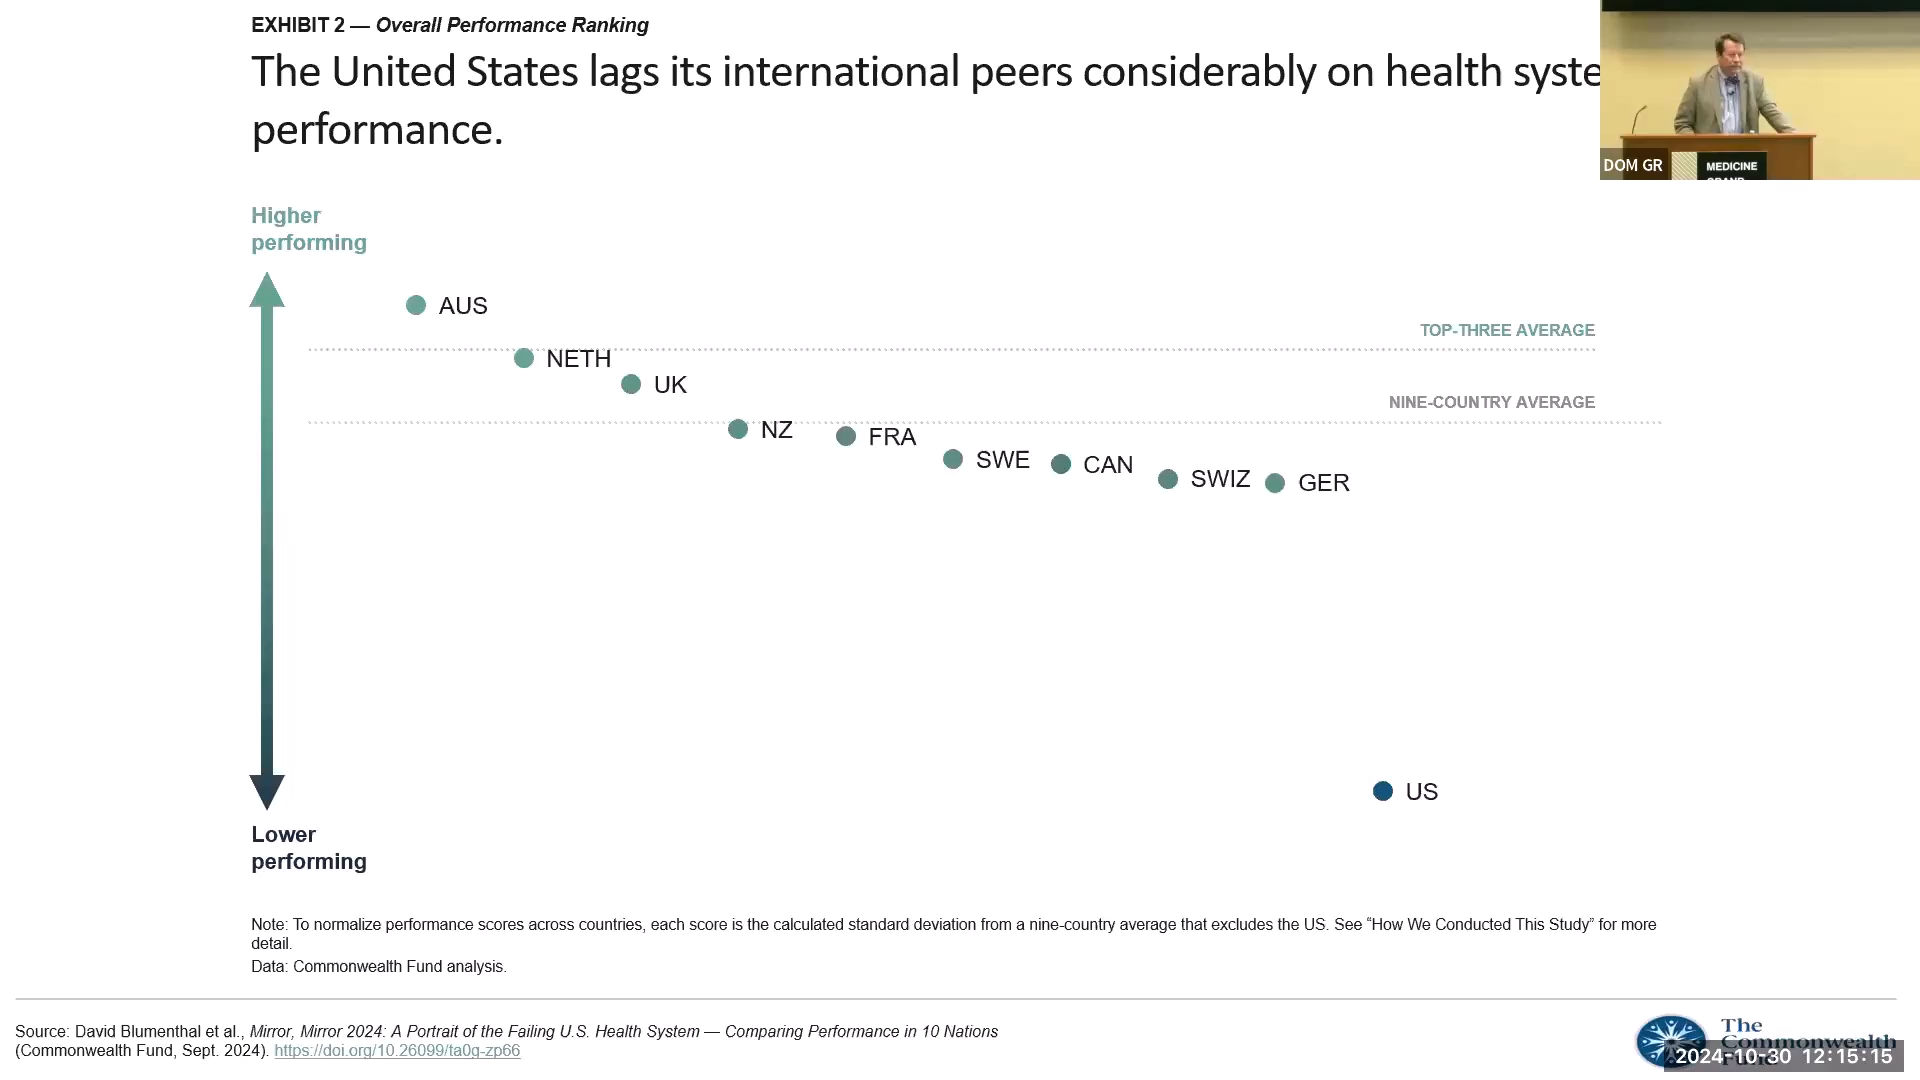 EXHIBIT 2 — Overall Performance Ranking
The United States lags its international peers considerably on health syste
performance.
DOM GR
MEDICINE
Higher
performing
AUS
TOP-THREE AVERAGE
NETH
UK
NINE-COUNTRY AVERAGE
NZ
FRA
SWE
CAN
SWIZ
GER
US
Lower
performing
Note: To normalize performance scores across countries, each score is the calculated standard deviation from a nine-country average that excludes the US. See “How We Conducted This Study” for more
detail.
Data: Commonwealth Fund analysis.
Source: David Blumenthal et al., Mirror, Mirror 2024: A Portrait of the Failing U.S. Health System — Comparing Performance in 10 Nations
(Commonwealth Fund, Sept. 2024). https://doi.org/10.26099/ta0g-zp66
The
Commonwealth
Fund
2024-10-30 12:15:15